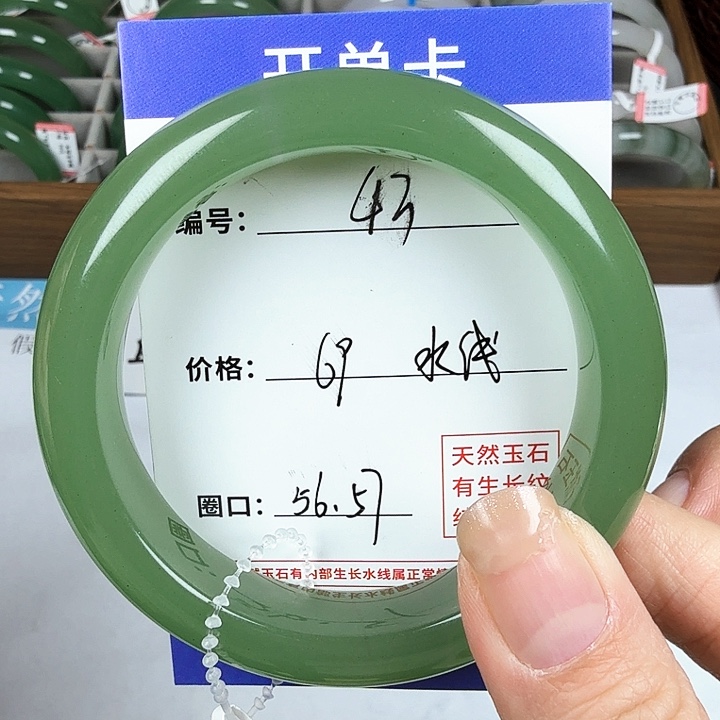 开单卡
编号: 43
价格: 69 水线
圈口: 56.57
天然玉石
有生长纹
然玉石有内部生长水线属正常